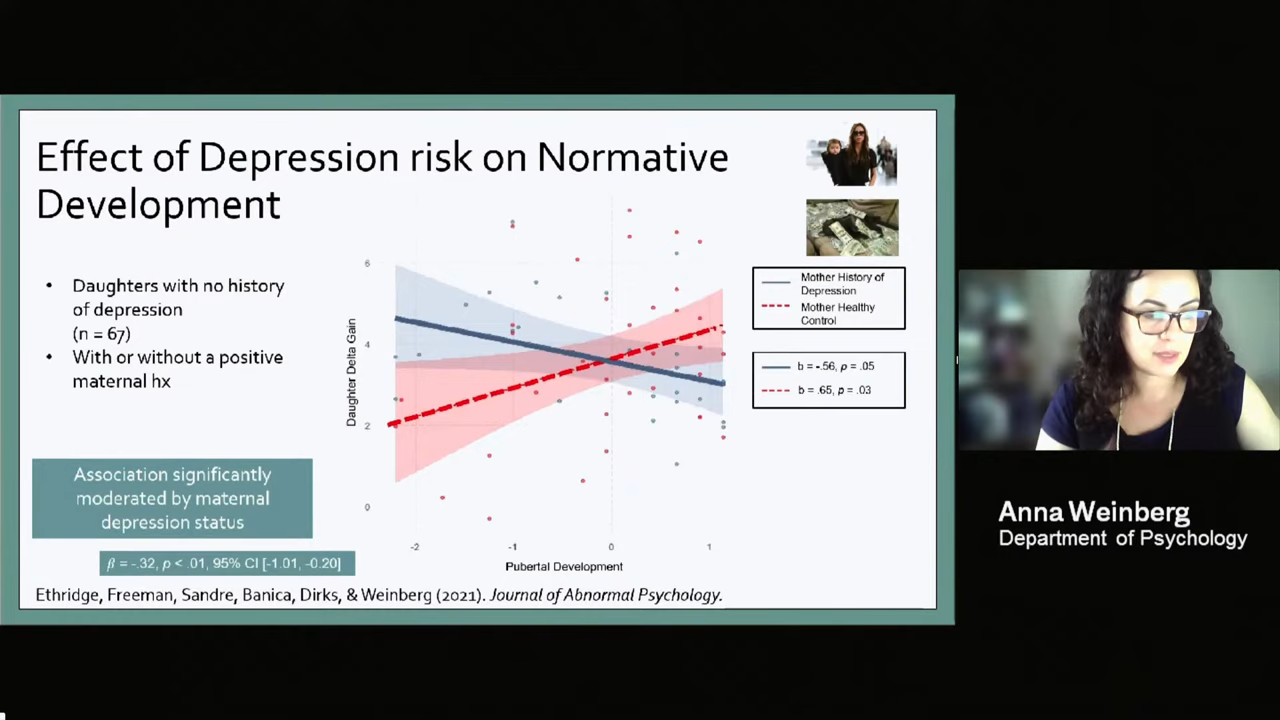 Effect of Depression risk on Normative
Development
• Daughters with no history
of depression
(n = 67)
• With or without a positive
maternal hx
Association significantly
moderated by maternal
depression status
β = -.32, p < .01, 95% CI [-1.01, -0.20]
Daughter Delta Gain
6
4
2
0
-2
-1
0
1
Pubertal Development
Mother History of
Depression
Mother Healthy
Control
b = -.56, p = .05
b = .65, p = .03
Ethridge, Freeman, Sandre, Banica, Dirks, & Weinberg (2021). Journal of Abnormal Psychology.
Anna Weinberg
Department of Psychology